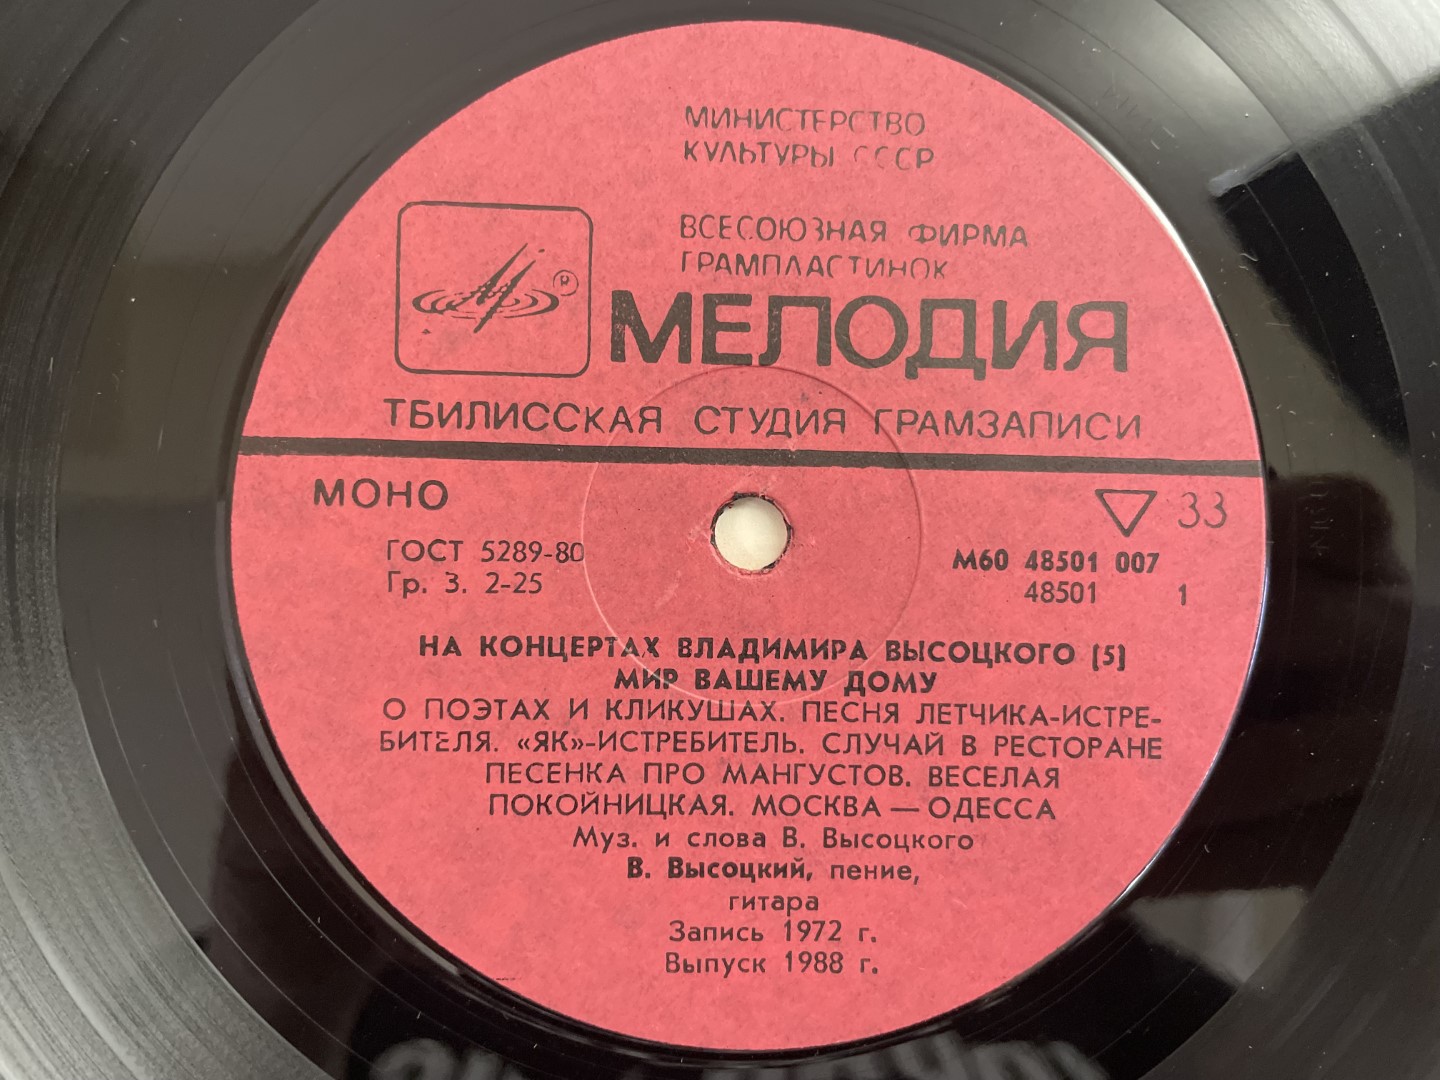 МИНИСТЕРСТВО
КУЛЬТУРЫ СССР
ВСЕСОЮЗНАЯ ФИРМА
ГРАМПЛАСТИНОК
МЕЛОДИЯ
ТБИЛИССКАЯ СТУДИЯ ГРАМЗАПИСИ
МОНО
33
ГОСТ 5289-80
Гр. 3. 2-25
М60 48501 007
48501 1
НА КОНЦЕРТАХ ВЛАДИМИРА ВЫСОЦКОГО (5)
МИР ВАШЕМУ ДОМУ
О ПОЭТАХ И КЛИКУШАХ. ПЕСНЯ ЛЕТЧИКА-ИСТРЕ-
БИТЕЛЯ. «ЯК»-ИСТРЕБИТЕЛЬ. СЛУЧАЙ В РЕСТОРАНЕ
ПЕСЕНКА ПРО МАНГУСТОВ. ВЕСЕЛАЯ
ПОКОЙНИЦКАЯ. МОСКВА — ОДЕССА
Муз. и слова В. Высоцкого
В. Высоцкий, пение,
гитара
Запись 1972 г.
Выпуск 1988 г.